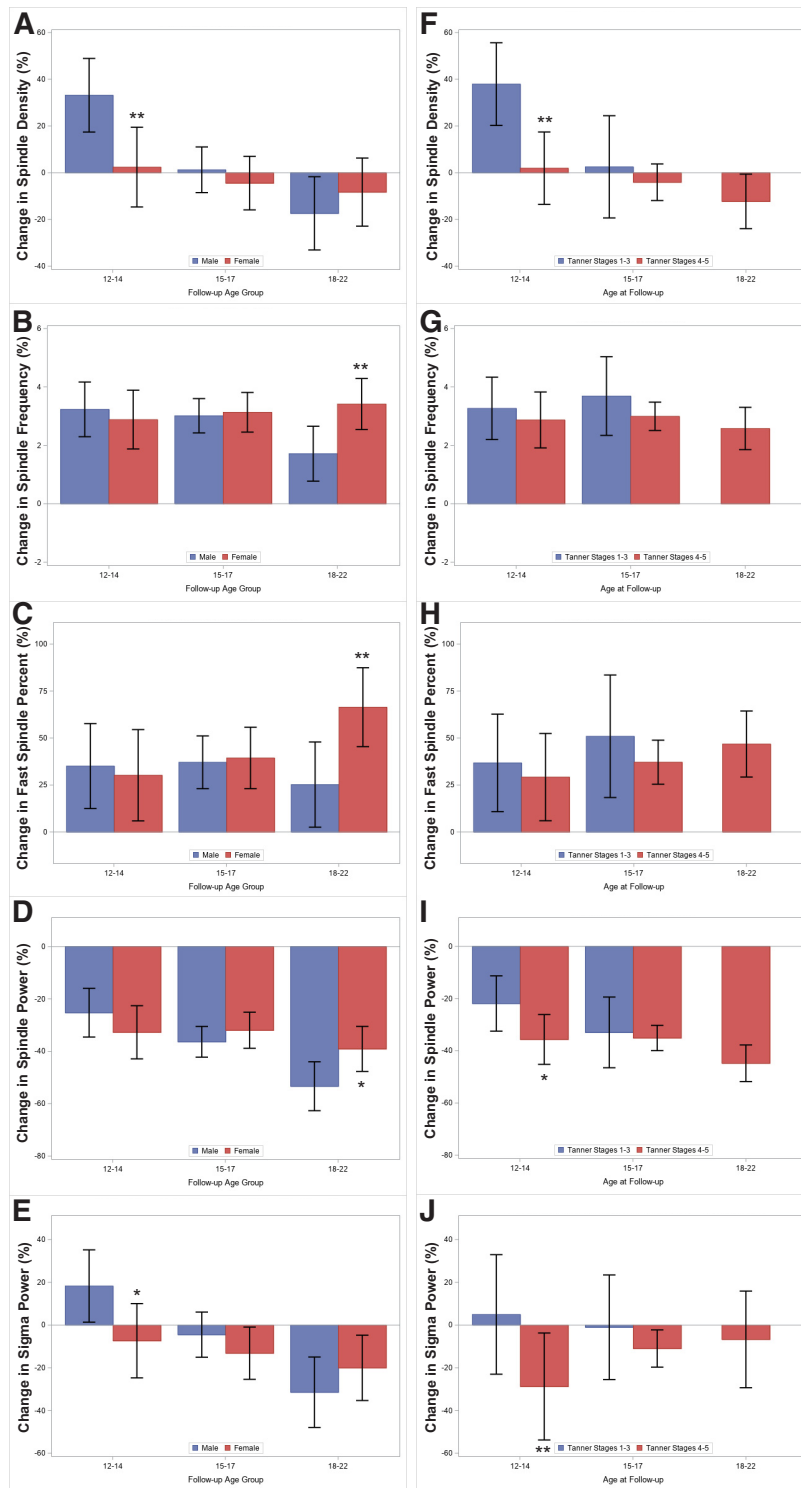 A
Change in Spindle Density (%)
60
40
20
0
-20
-40
**
Male Female
12-14 15-17 18-22
Follow-up Age Group
B
Change in Spindle Frequency (%)
6
4
2
0
-2
**
Male Female
12-14 15-17 18-22
Follow-up Age Group
C
Change in Fast Spindle Percent (%)
100
75
50
25
0
**
Male Female
12-14 15-17 18-22
Follow-up Age Group
D
Change in Spindle Power (%)
0
-20
-40
-60
-80
*
Male Female
12-14 15-17 18-22
Follow-up Age Group
E
Change in Sigma Power (%)
40
20
0
-20
-40
-60
*
Male Female
12-14 15-17 18-22
Follow-up Age Group
F
Change in Spindle Density (%)
60
40
20
0
-20
-40
**
Tanner Stages 1-3 Tanner Stages 4-5
12-14 15-17 18-22
Age at Follow-up
G
Change in Spindle Frequency (%)
6
4
2
0
-2
Tanner Stages 1-3 Tanner Stages 4-5
12-14 15-17 18-22
Age at Follow-up
H
Change in Fast Spindle Percent (%)
100
75
50
25
0
Tanner Stages 1-3 Tanner Stages 4-5
12-14 15-17 18-22
Age at Follow-up
I
Change in Spindle Power (%)
0
-20
-40
-60
-80
*
Tanner Stages 1-3 Tanner Stages 4-5
12-14 15-17 18-22
Age at Follow-up
J
Change in Sigma Power (%)
40
20
0
-20
-40
-60
**
Tanner Stages 1-3 Tanner Stages 4-5
12-14 15-17 18-22
Age at Follow-up